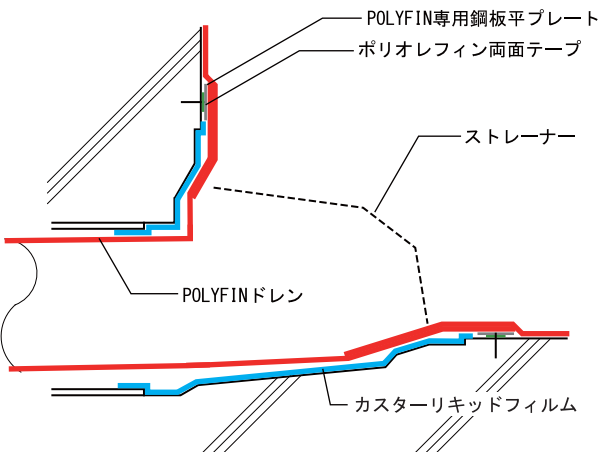 POLYFIN専用鋼板平プレート
ポリオレフィン両面テープ
ストレーナー
POLYFINドレン
カスターリキッドフィルム